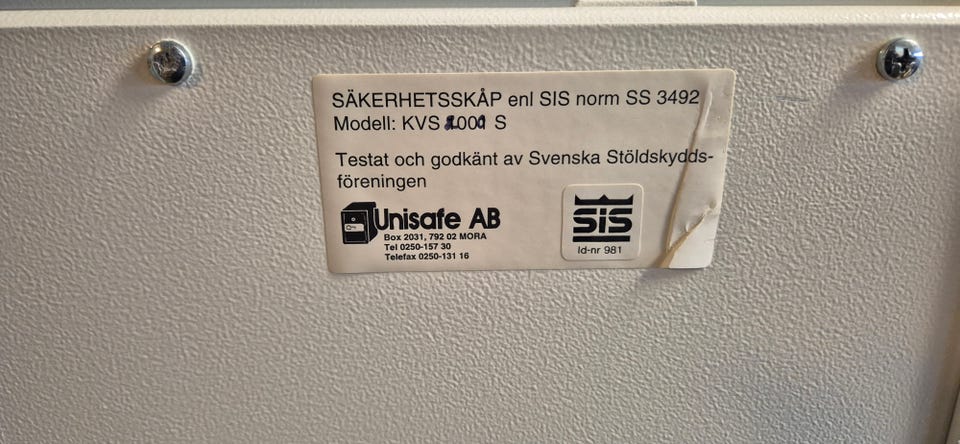 SÄKERHETSSKÅP enl SIS norm SS 3492
Modell: KVS S
Testat och godkänt av Svenska Stöldskydds-
föreningen
Unisafe AB
Box 2031, 792 02 MORA
Tel 0250-157 30
Telefax 0250-131 16
SIS
Id-nr 981